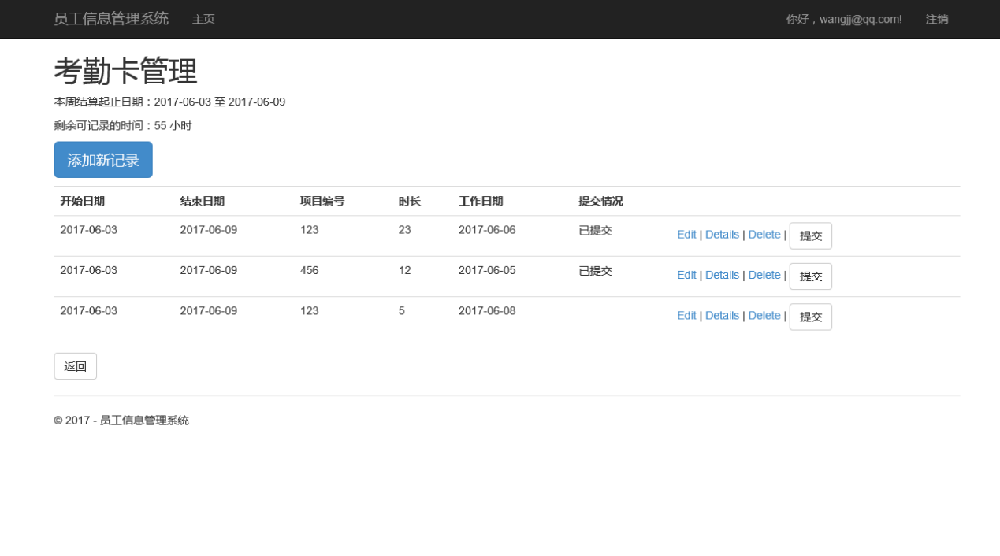 员工信息管理系统 主页 你好，wangjj@qq.com! 注销
考勤卡管理
本周结算起止日期：2017-06-03 至 2017-06-09
剩余可记录的时间：55 小时
添加新记录
开始日期 结束日期 项目编号 时长 工作日期 提交情况
2017-06-03 2017-06-09 123 23 2017-06-06 已提交 Edit | Details | Delete | 提交
2017-06-03 2017-06-09 456 12 2017-06-05 已提交 Edit | Details | Delete | 提交
2017-06-03 2017-06-09 123 5 2017-06-08 Edit | Details | Delete | 提交
返回
© 2017 - 员工信息管理系统